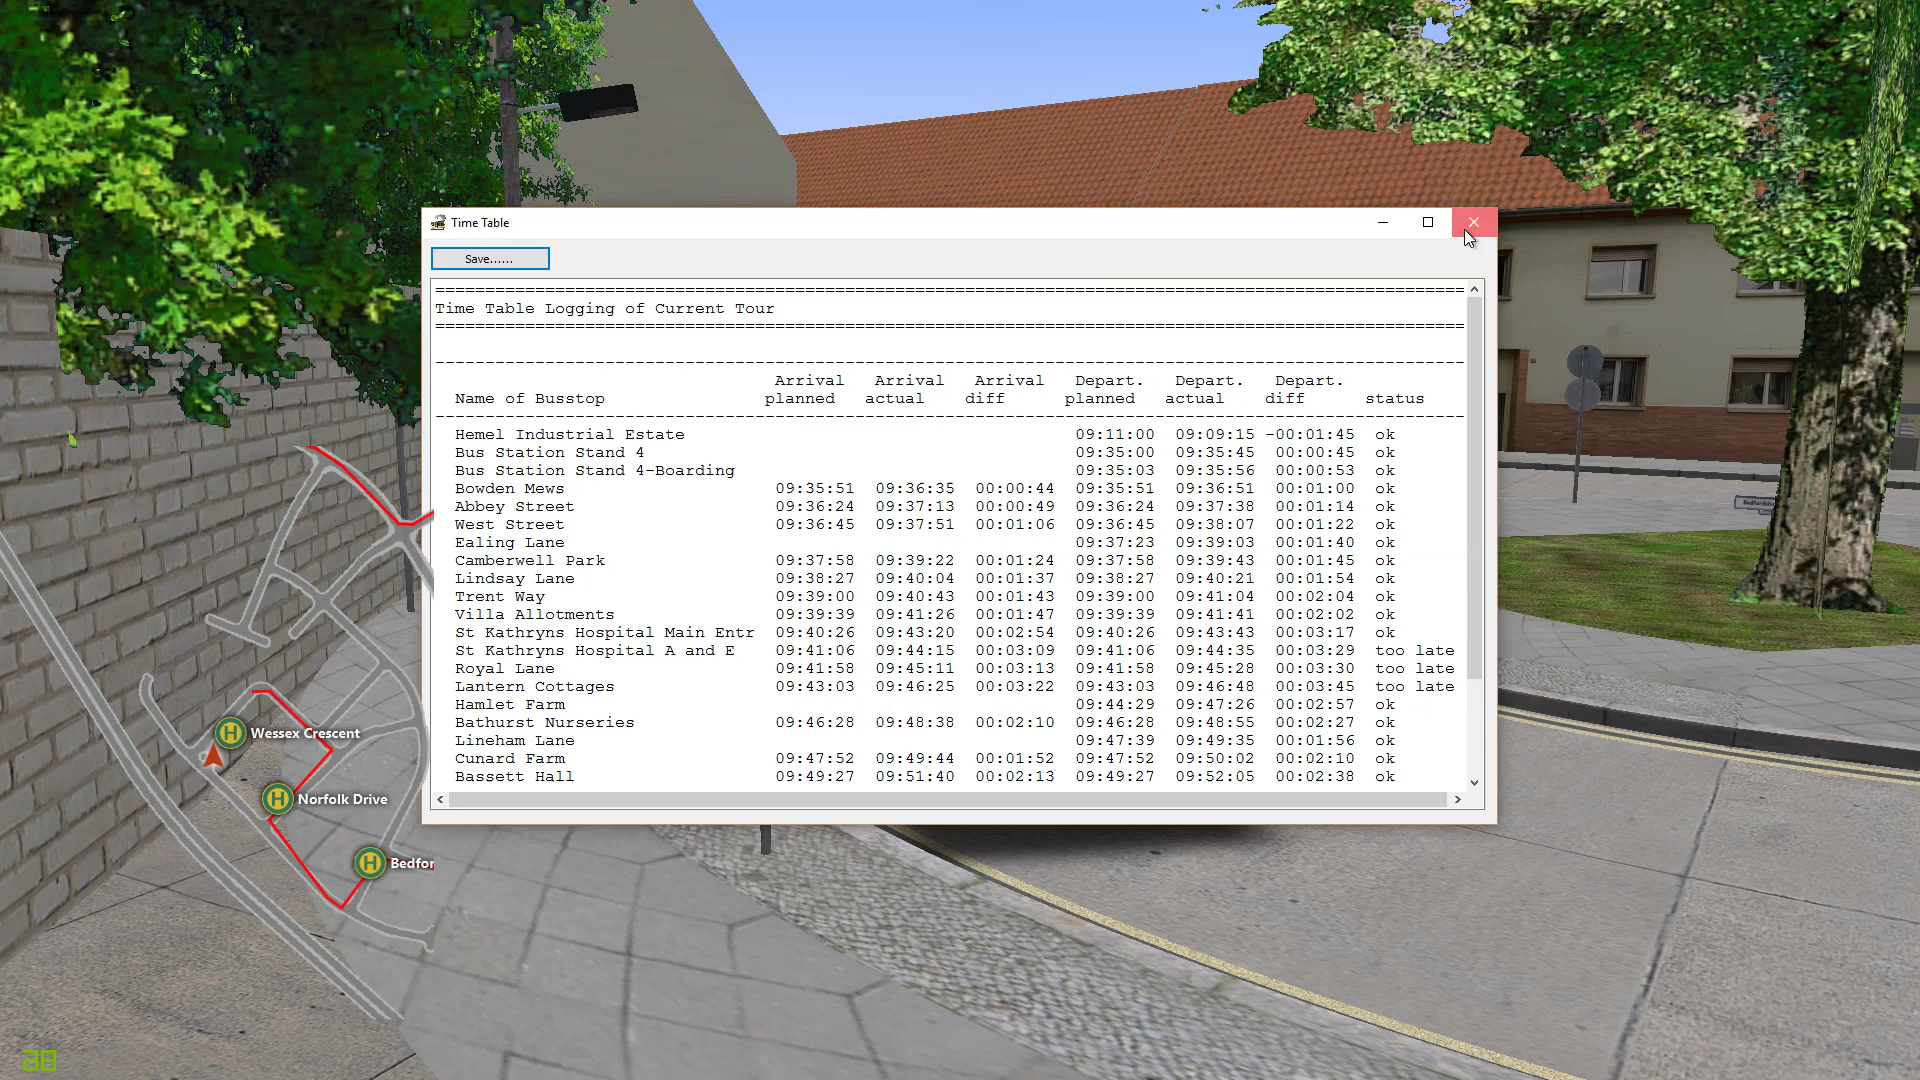 Time Table
Save......
==========================================================================================
Time Table Logging of Current Tour
==========================================================================================
Arrival Arrival Arrival Depart. Depart. Depart.
Name of Busstop planned actual diff planned actual diff status
Hemel Industrial Estate 09:11:00 09:09:15 -00:01:45 ok
Bus Station Stand 4 09:35:00 09:35:45 00:00:45 ok
Bus Station Stand 4-Boarding 09:35:03 09:35:56 00:00:53 ok
Bowden Mews 09:35:51 09:36:35 00:00:44 09:35:51 09:36:51 00:01:00 ok
Abbey Street 09:36:24 09:37:13 00:00:49 09:36:24 09:37:38 00:01:14 ok
West Street 09:36:45 09:37:51 00:01:06 09:36:45 09:38:07 00:01:22 ok
Ealing Lane 09:37:23 09:39:03 00:01:40 ok
Camberwell Park 09:37:58 09:39:22 00:01:24 09:37:58 09:39:43 00:01:45 ok
Lindsay Lane 09:38:27 09:40:04 00:01:37 09:38:27 09:40:21 00:01:54 ok
Trent Way 09:39:00 09:40:43 00:01:43 09:39:00 09:41:04 00:02:04 ok
Villa Allotments 09:39:39 09:41:26 00:01:47 09:39:39 09:41:41 00:02:02 ok
St Kathryns Hospital Main Entr 09:40:26 09:43:20 00:02:54 09:40:26 09:43:43 00:03:17 ok
St Kathryns Hospital A and E 09:41:06 09:44:15 00:03:09 09:41:06 09:44:35 00:03:29 too late
Royal Lane 09:41:58 09:45:11 00:03:13 09:41:58 09:45:28 00:03:30 too late
Lantern Cottages 09:43:03 09:46:25 00:03:22 09:43:03 09:46:48 00:03:45 too late
Hamlet Farm 09:44:29 09:47:26 00:02:57 ok
Bathurst Nurseries 09:46:28 09:48:38 00:02:10 09:46:28 09:48:55 00:02:27 ok
Lineham Lane 09:47:39 09:49:35 00:01:56 ok
Cunard Farm 09:47:52 09:49:44 00:01:52 09:47:52 09:50:02 00:02:10 ok
Bassett Hall 09:49:27 09:51:40 00:02:13 09:49:27 09:52:05 00:02:38 ok
H Wessex Crescent
H Norfolk Drive
H Bedfor